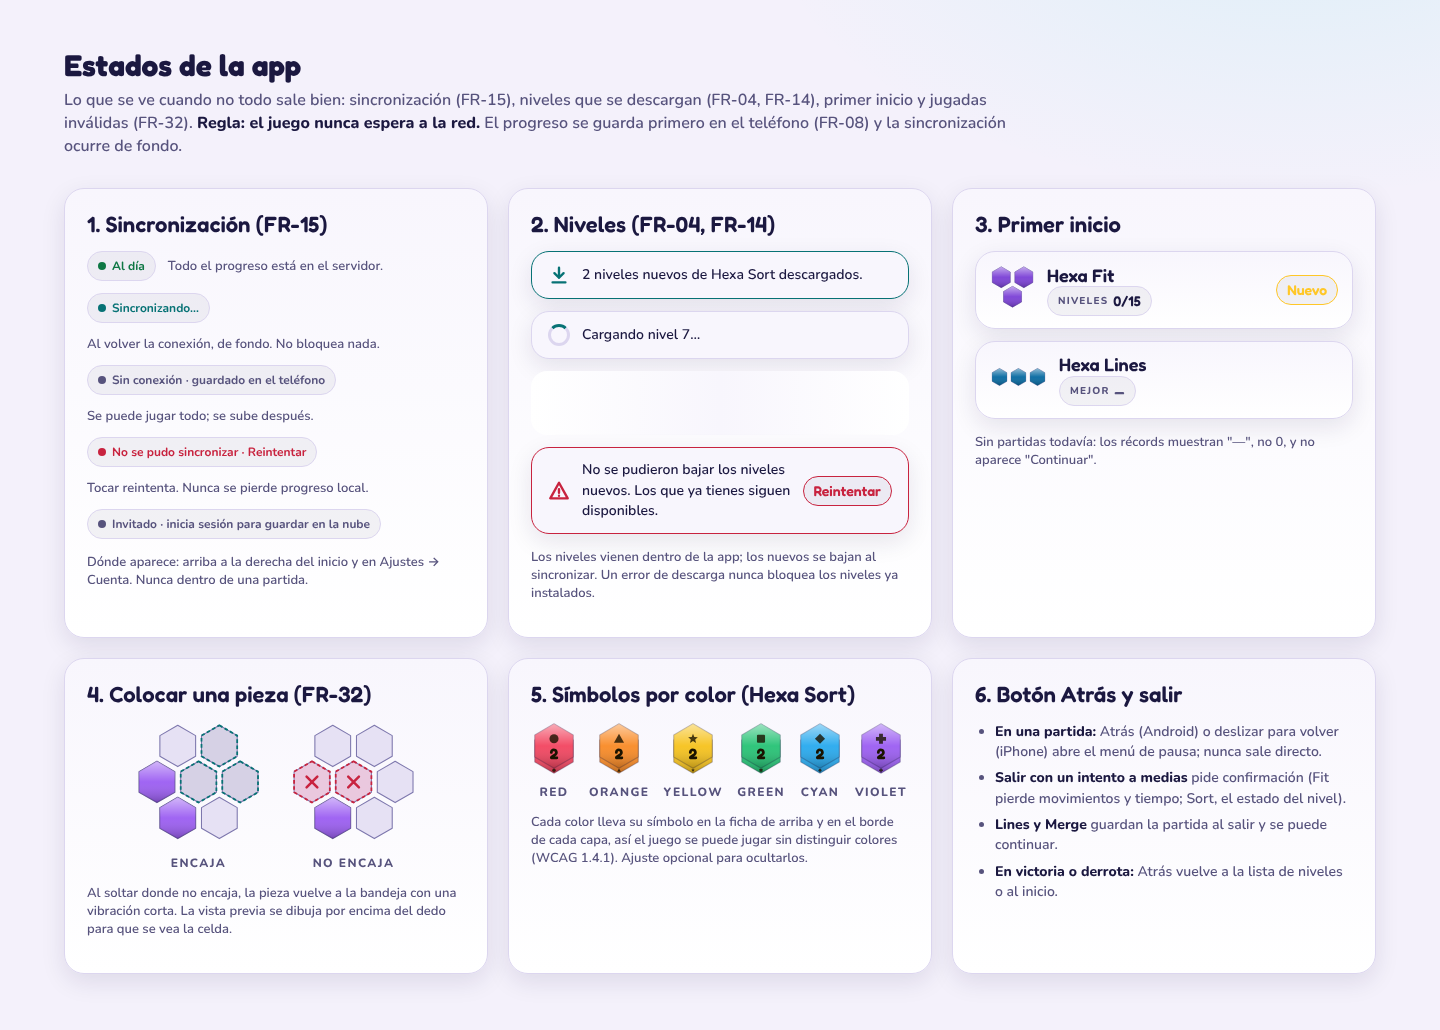 Estados de la app
Lo que se ve cuando no todo sale bien: sincronización (FR-15), niveles que se descargan (FR-04, FR-14), primer inicio y jugadas
inválidas (FR-32). Regla: el juego nunca espera a la red. El progreso se guarda primero en el teléfono (FR-08) y la sincronización
ocurre de fondo.
1. Sincronización (FR-15)
Al día Todo el progreso está en el servidor.
Sincronizando…
Al volver la conexión, de fondo. No bloquea nada.
Sin conexión · guardado en el teléfono
Se puede jugar todo; se sube después.
No se pudo sincronizar · Reintentar
Tocar reintenta. Nunca se pierde progreso local.
Invitado · inicia sesión para guardar en la nube
Dónde aparece: arriba a la derecha del inicio y en Ajustes →
Cuenta. Nunca dentro de una partida.
2. Niveles (FR-04, FR-14)
2 niveles nuevos de Hexa Sort descargados.
Cargando nivel 7…
No se pudieron bajar los niveles
nuevos. Los que ya tienes siguen
disponibles.
Reintentar
Los niveles vienen dentro de la app; los nuevos se bajan al
sincronizar. Un error de descarga nunca bloquea los niveles ya
instalados.
3. Primer inicio
Hexa Fit
NIVELES 0/15
Nuevo
Hexa Lines
MEJOR —
Sin partidas todavía: los récords muestran "—", no 0, y no
aparece "Continuar".
4. Colocar una pieza (FR-32)
ENCAJA
NO ENCAJA
Al soltar donde no encaja, la pieza vuelve a la bandeja con una
vibración corta. La vista previa se dibuja por encima del dedo
para que se vea la celda.
5. Símbolos por color (Hexa Sort)
2 2 2 2 2 2
RED ORANGE YELLOW GREEN CYAN VIOLET
Cada color lleva su símbolo en la ficha de arriba y en el borde
de cada capa, así el juego se puede jugar sin distinguir colores
(WCAG 1.4.1). Ajuste opcional para ocultarlos.
6. Botón Atrás y salir
• En una partida: Atrás (Android) o deslizar para volver
(iPhone) abre el menú de pausa; nunca sale directo.
• Salir con un intento a medias pide confirmación (Fit
pierde movimientos y tiempo; Sort, el estado del nivel).
• Lines y Merge guardan la partida al salir y se puede
continuar.
• En victoria o derrota: Atrás vuelve a la lista de niveles
o al inicio.